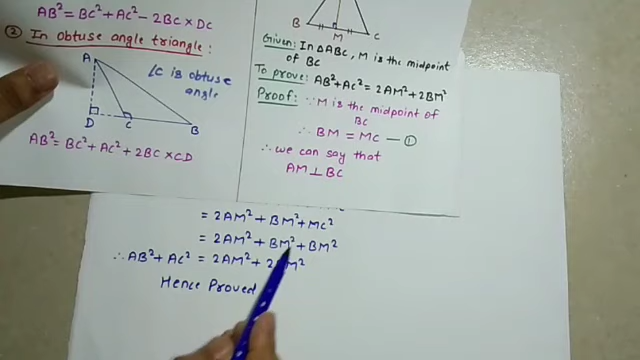 AB² = BC² + AC² - 2BC × DC
② In obtuse angle triangle:
A
∠C is obtuse
angle
D
C
B
AB² = BC² + AC² + 2BC × CD
B
M
C
Given: In △ABC, M is the midpoint
of BC
To prove: AB² + AC² = 2AM² + 2BM²
Proof: ∵ M is the midpoint of
BC
∴ BM = MC — ①
∴ we can say that
AM ⊥ BC
= 2AM² + BM² + MC²
= 2AM² + BM² + BM²
∴ AB² + AC² = 2AM² + 2BM²
Hence Proved